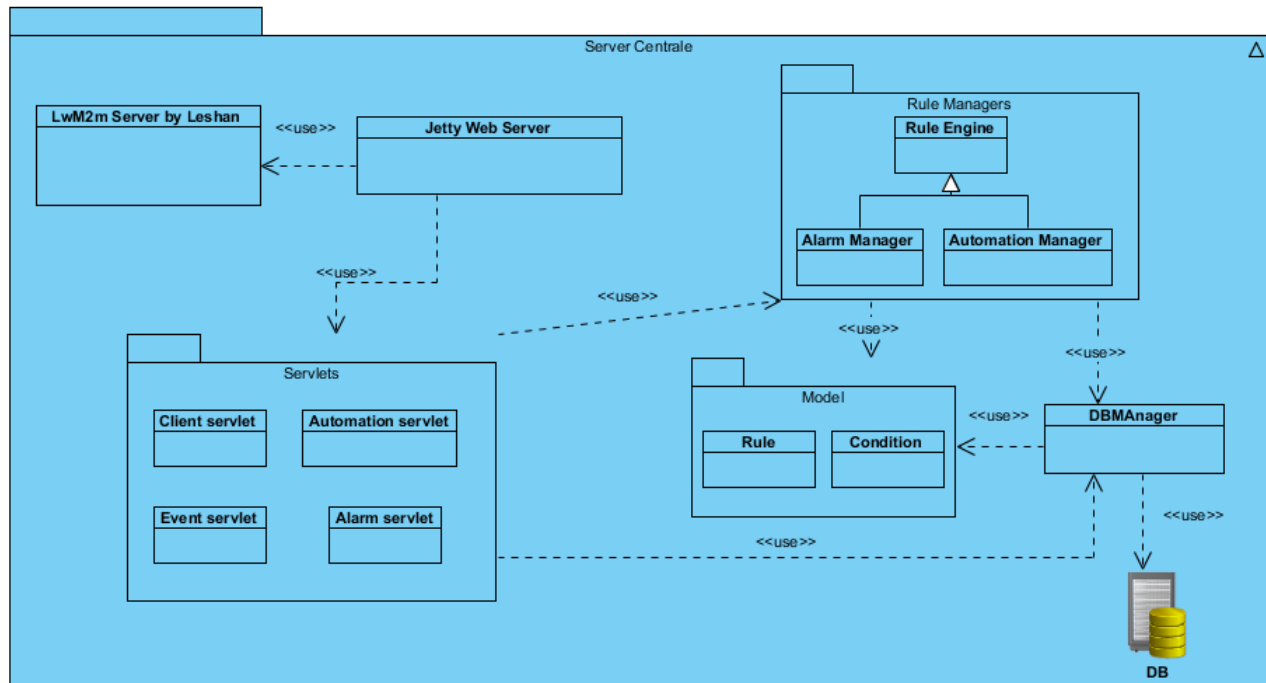 Server Centrale
LwM2m Server by Leshan
<<use>>
Jetty Web Server
Rule Managers
Rule Engine
Alarm Manager
Automation Manager
<<use>>
<<use>>
<<use>>
<<use>>
Servlets
Client servlet
Automation servlet
Event servlet
Alarm servlet
Model
Rule
Condition
<<use>>
DBMAnager
<<use>>
<<use>>
DB